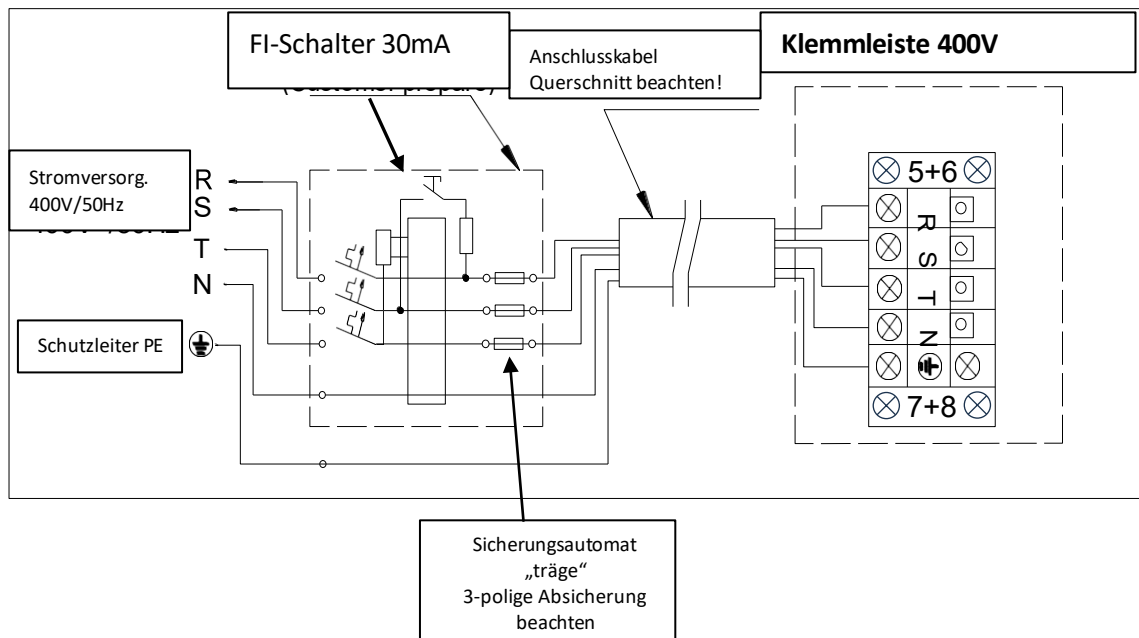 FI-Schalter 30mA
Anschlusskabel
Querschnitt beachten!
Klemmleiste 400V
Stromversorg.
400V/50Hz
R
S
T
N
Schutzleiter PE
5+6
R
S
T
N
7+8
Sicherungsautomat
„träge“
3-polige Absicherung
beachten